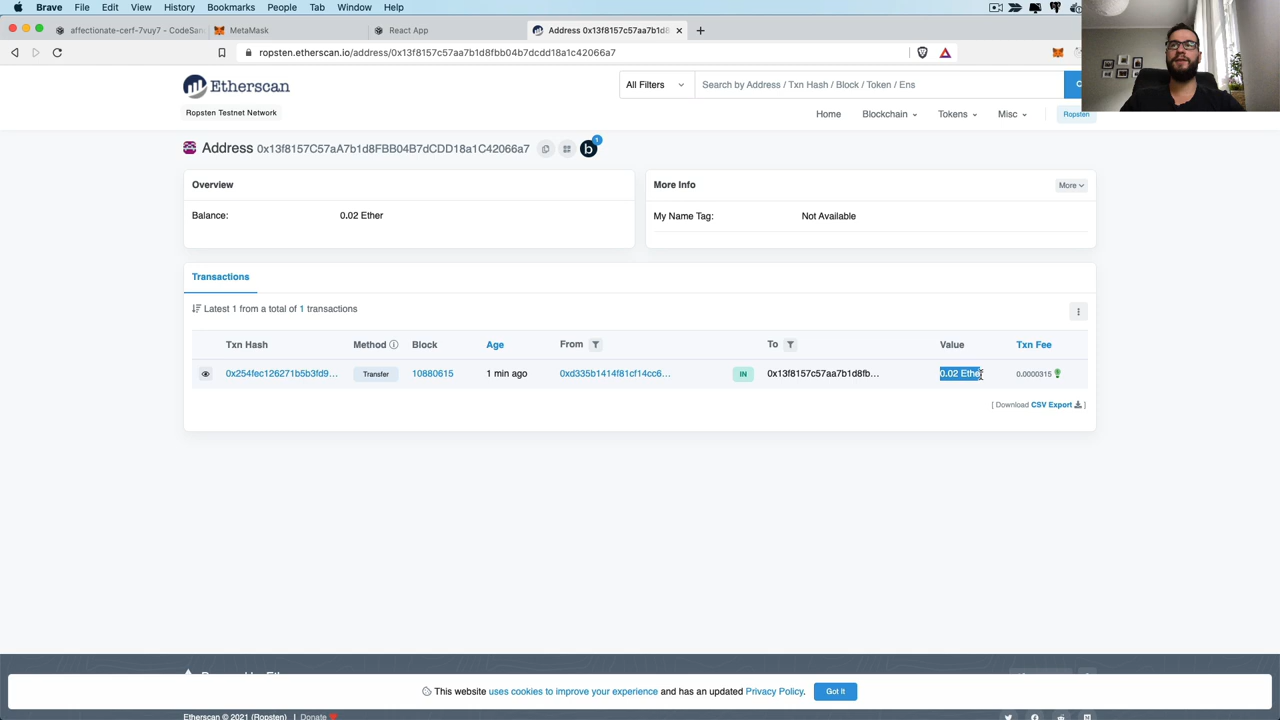 Brave File Edit View History Bookmarks People Tab Window Help
affectionate-cerf-7vuy7 - CodeSan
MetaMask
React App
Address 0x13f8157c57aa7b1d8
ropsten.etherscan.io/address/0x13f8157c57aa7b1d8fbb04b7dcdd18a1c42066a7
Etherscan
All Filters
Search by Address / Txn Hash / Block / Token / Ens
Ropsten Testnet Network
Home Blockchain Tokens Misc Ropsten
Address 0x13f8157C57aA7b1d8FBB04B7dCDD18a1C42066a7
b 1
Overview
More Info
More
Balance: 0.02 Ether
My Name Tag: Not Available
Transactions
Latest 1 from a total of 1 transactions
Txn Hash Method Block Age From To Value Txn Fee
0x254fec126271b5b3fd9... Transfer 10880615 1 min ago 0xd335b1414f81cf14cc6... IN 0x13f8157c57aa7b1d8fb... 0.02 Ether 0.0000315
[ Download CSV Export ]
This website uses cookies to improve your experience and has an updated Privacy Policy.
Got It
Etherscan © 2021 (Ropsten) | Donate